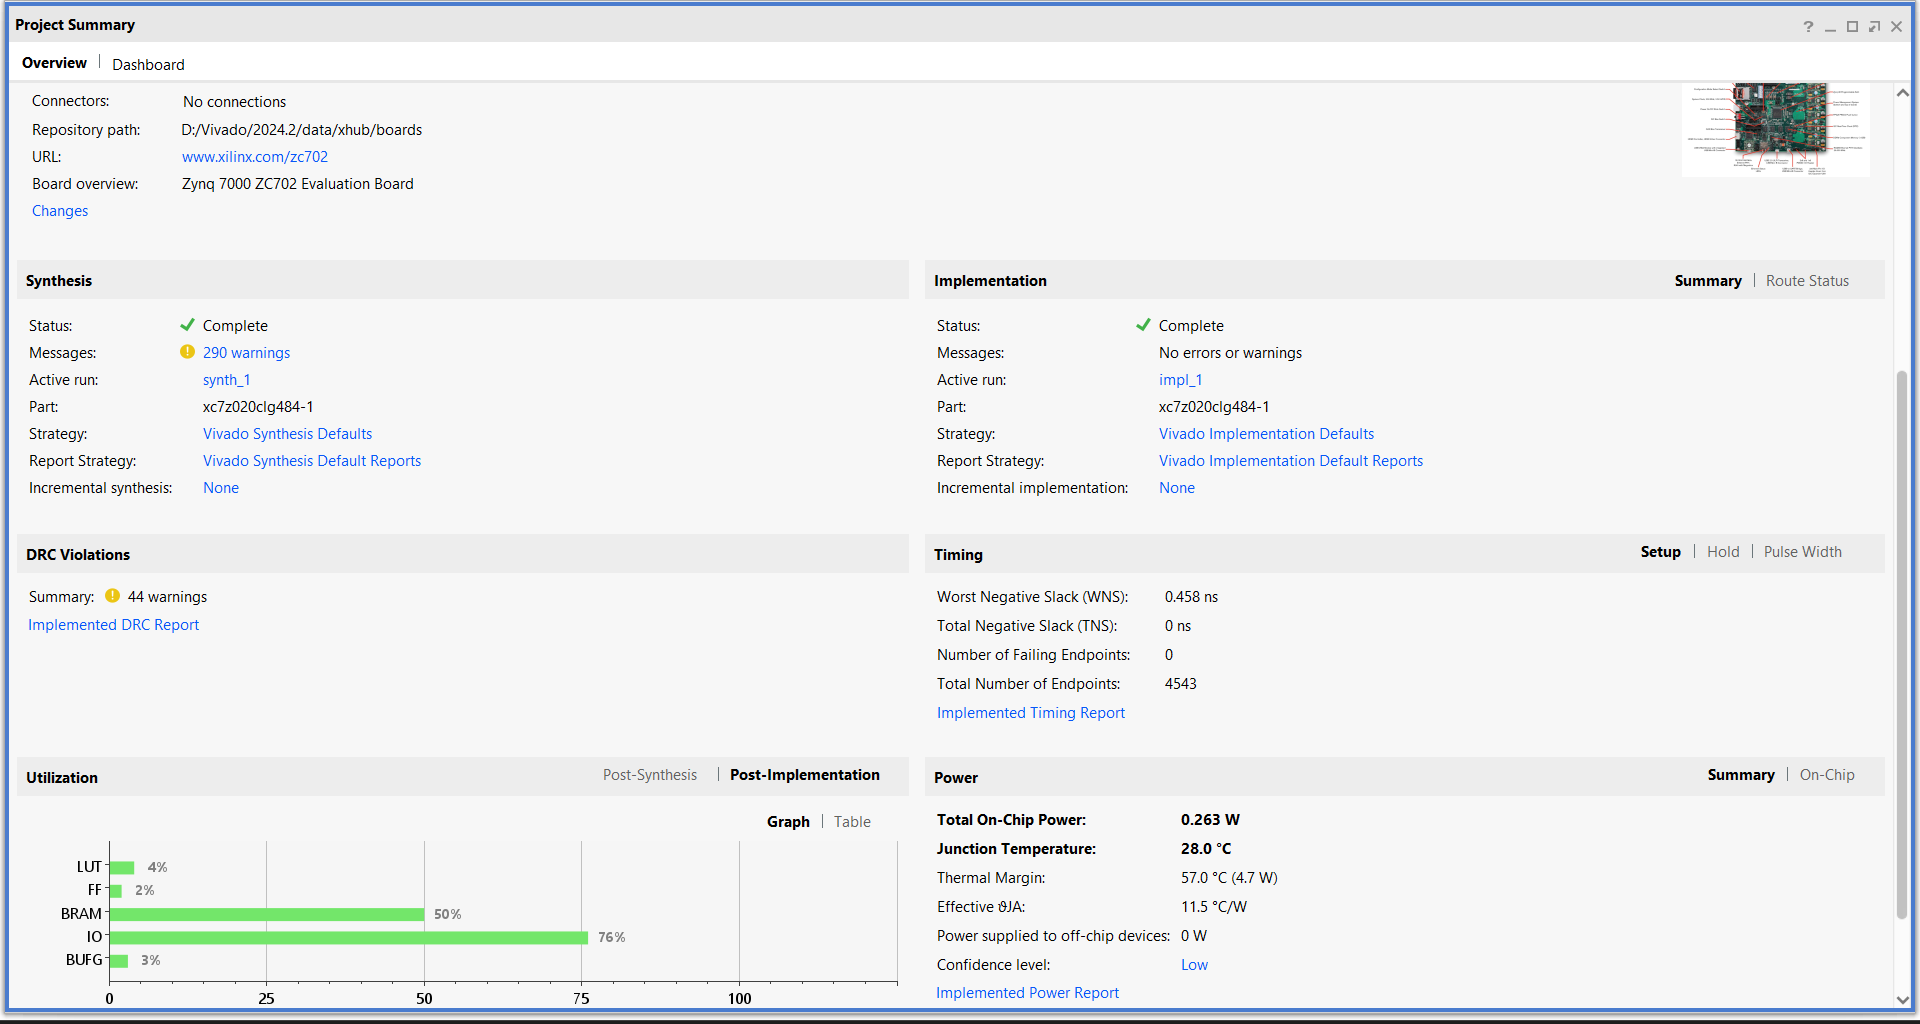 Project Summary
Overview | Dashboard
Connectors: No connections
Repository path: D:/Vivado/2024.2/data/xhub/boards
URL: www.xilinx.com/zc702
Board overview: Zynq 7000 ZC702 Evaluation Board
Changes
Synthesis
Status: Complete
Messages: 290 warnings
Active run: synth_1
Part: xc7z020clg484-1
Strategy: Vivado Synthesis Defaults
Report Strategy: Vivado Synthesis Default Reports
Incremental synthesis: None
Implementation Summary | Route Status
Status: Complete
Messages: No errors or warnings
Active run: impl_1
Part: xc7z020clg484-1
Strategy: Vivado Implementation Defaults
Report Strategy: Vivado Implementation Default Reports
Incremental implementation: None
DRC Violations
Summary: 44 warnings
Implemented DRC Report
Timing Setup | Hold | Pulse Width
Worst Negative Slack (WNS): 0.458 ns
Total Negative Slack (TNS): 0 ns
Number of Failing Endpoints: 0
Total Number of Endpoints: 4543
Implemented Timing Report
Utilization Post-Synthesis | Post-Implementation
Graph | Table
LUT 4%
FF 2%
BRAM 50%
IO 76%
BUFG 3%
0 25 50 75 100
Power Summary | On-Chip
Total On-Chip Power: 0.263 W
Junction Temperature: 28.0 °C
Thermal Margin: 57.0 °C (4.7 W)
Effective ϑJA: 11.5 °C/W
Power supplied to off-chip devices: 0 W
Confidence level: Low
Implemented Power Report